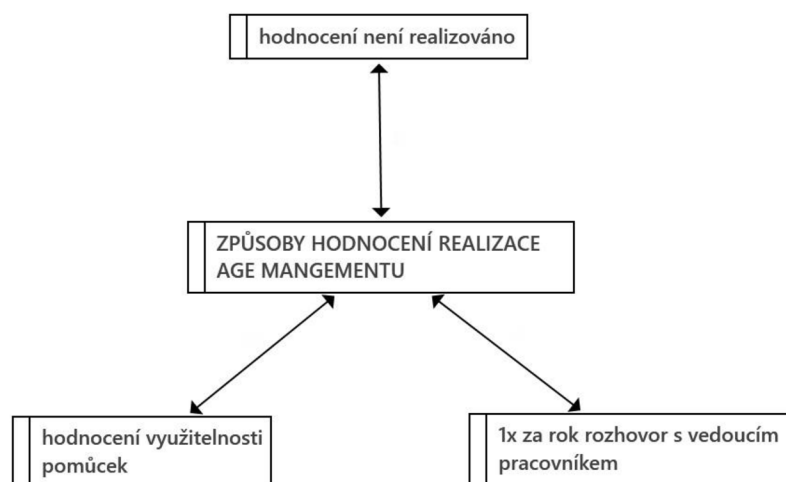 hodnocení není realizováno
ZPŮSOBY HODNOCENÍ REALIZACE
AGE MANGEMENTU
hodnocení využitelnosti
pomůcek
1x za rok rozhovor s vedoucím
pracovníkem